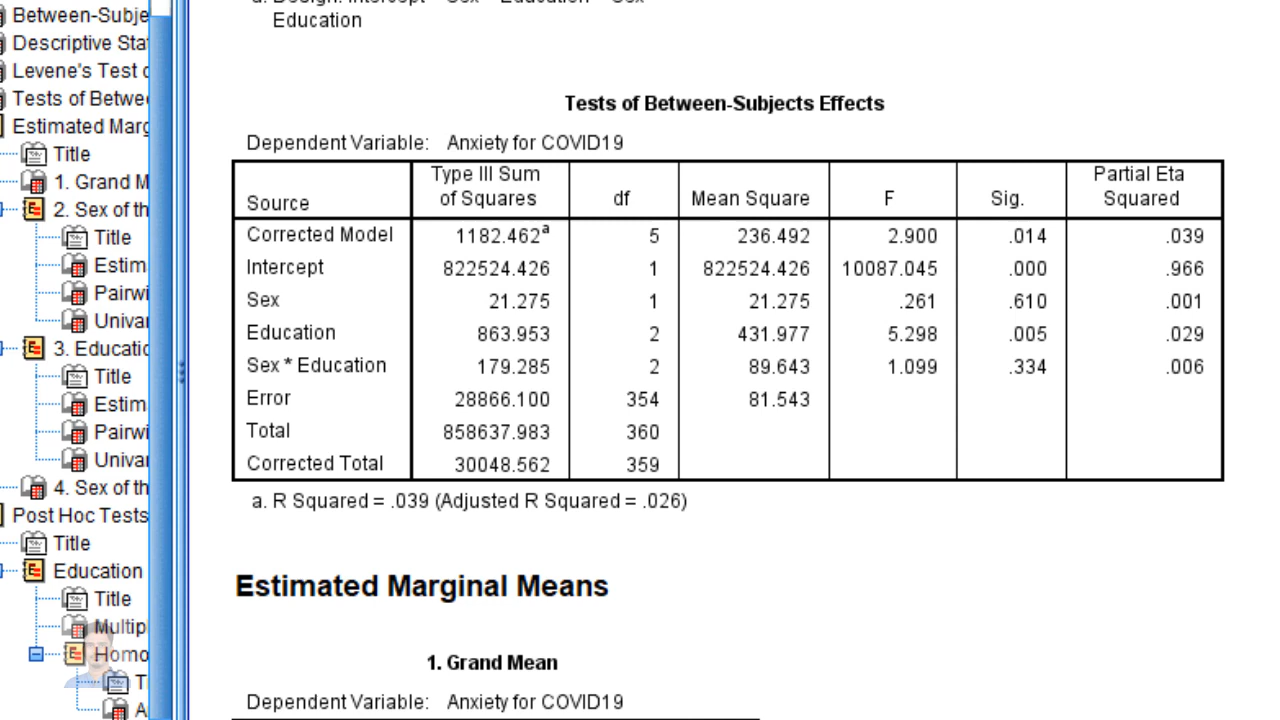 Between-Subje
Descriptive Sta
Levene's Test
Tests of Betwe
Estimated Marg
Title
1. Grand M
2. Sex of th
Title
Estim
Pairwi
Univar
3. Educatio
Title
Estim
Pairwi
Univar
4. Sex of th
Post Hoc Tests
Title
Education
Title
Multip
Homo
T
A
Education
Tests of Between-Subjects Effects
Dependent Variable: Anxiety for COVID19
Source Type III Sum of Squares df Mean Square F Sig. Partial Eta Squared
Corrected Model 1182.462a 5 236.492 2.900 .014 .039
Intercept 822524.426 1 822524.426 10087.045 .000 .966
Sex 21.275 1 21.275 .261 .610 .001
Education 863.953 2 431.977 5.298 .005 .029
Sex * Education 179.285 2 89.643 1.099 .334 .006
Error 28866.100 354 81.543
Total 858637.983 360
Corrected Total 30048.562 359
a. R Squared = .039 (Adjusted R Squared = .026)
Estimated Marginal Means
1. Grand Mean
Dependent Variable: Anxiety for COVID19